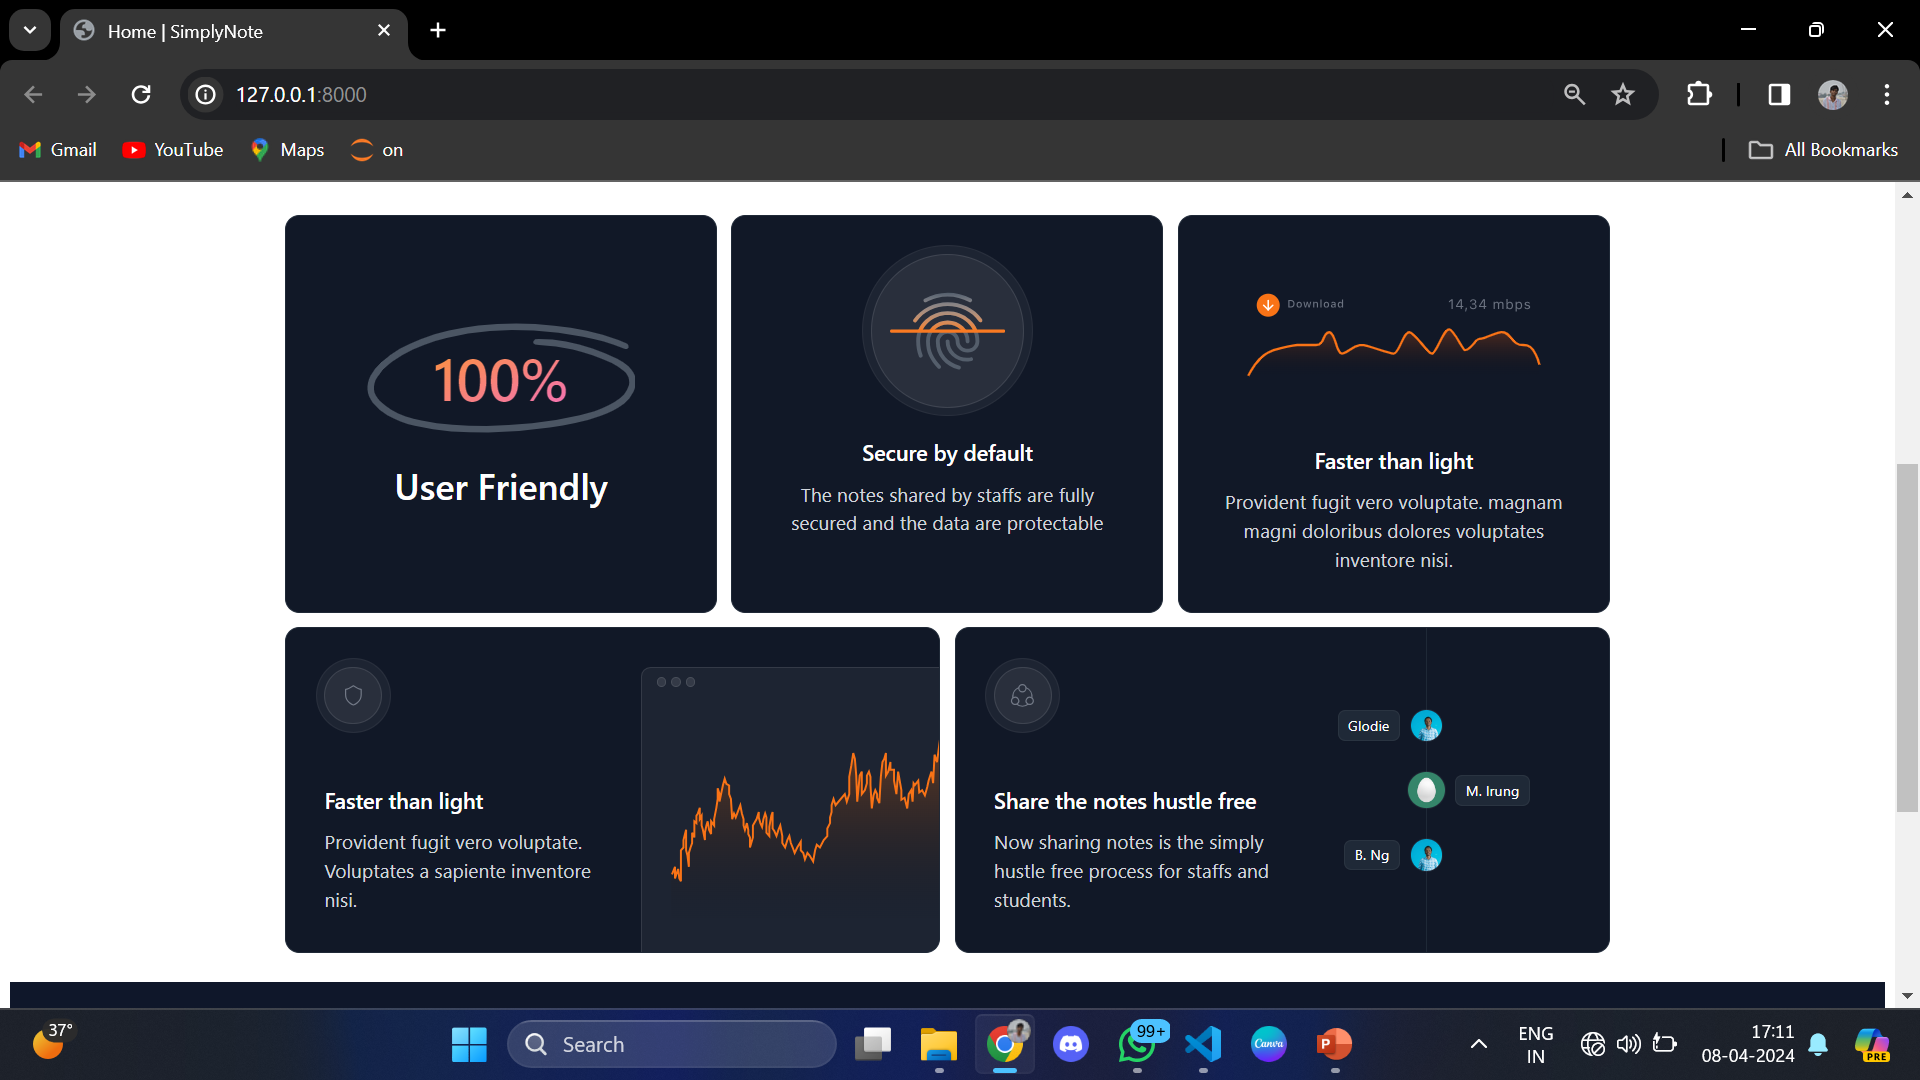 Home | SimplyNote
127.0.0.1:8000
Gmail
YouTube
Maps
on
All Bookmarks
100%
User Friendly
Secure by default
The notes shared by staffs are fully
secured and the data are protectable
Download
14,34 mbps
Faster than light
Provident fugit vero voluptate. magnam
magni doloribus dolores voluptates
inventore nisi.
Faster than light
Provident fugit vero voluptate.
Voluptates a sapiente inventore
nisi.
Share the notes hustle free
Now sharing notes is the simply
hustle free process for staffs and
students.
Glodie
M. Irung
B. Ng
37°
Search
99+
Canva
P
ENG
IN
17:11
08-04-2024
PRE